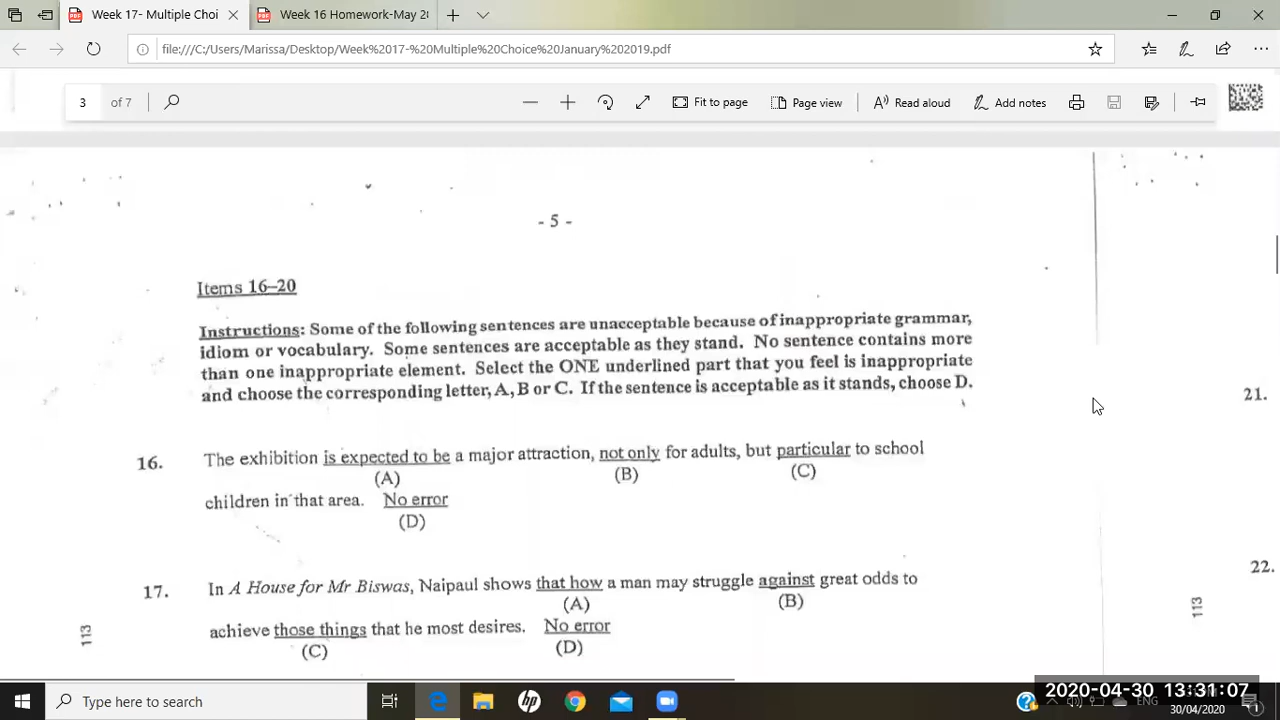 Week 17- Multiple Choi
Week 16 Homework-May 28
file:///C:/Users/Marissa/Desktop/Week%2017-%20Multiple%20Choice%20January%202019.pdf
3 of 7
Fit to page
Page view
Read aloud
Add notes
- 5 -
Items 16–20
Instructions: Some of the following sentences are unacceptable because of inappropriate grammar,
idiom or vocabulary. Some sentences are acceptable as they stand. No sentence contains more
than one inappropriate element. Select the ONE underlined part that you feel is inappropriate
and choose the corresponding letter, A, B or C. If the sentence is acceptable as it stands, choose D.
21.
16. The exhibition is expected to be a major attraction, not only for adults, but particular to school
(A) (B) (C)
children in that area. No error
(D)
22.
17. In A House for Mr Biswas, Naipaul shows that how a man may struggle against great odds to
(A) (B)
achieve those things that he most desires. No error
(C) (D)
113
113
Type here to search
hp
ENG
2020-04-30 13:31:07
30/04/2020